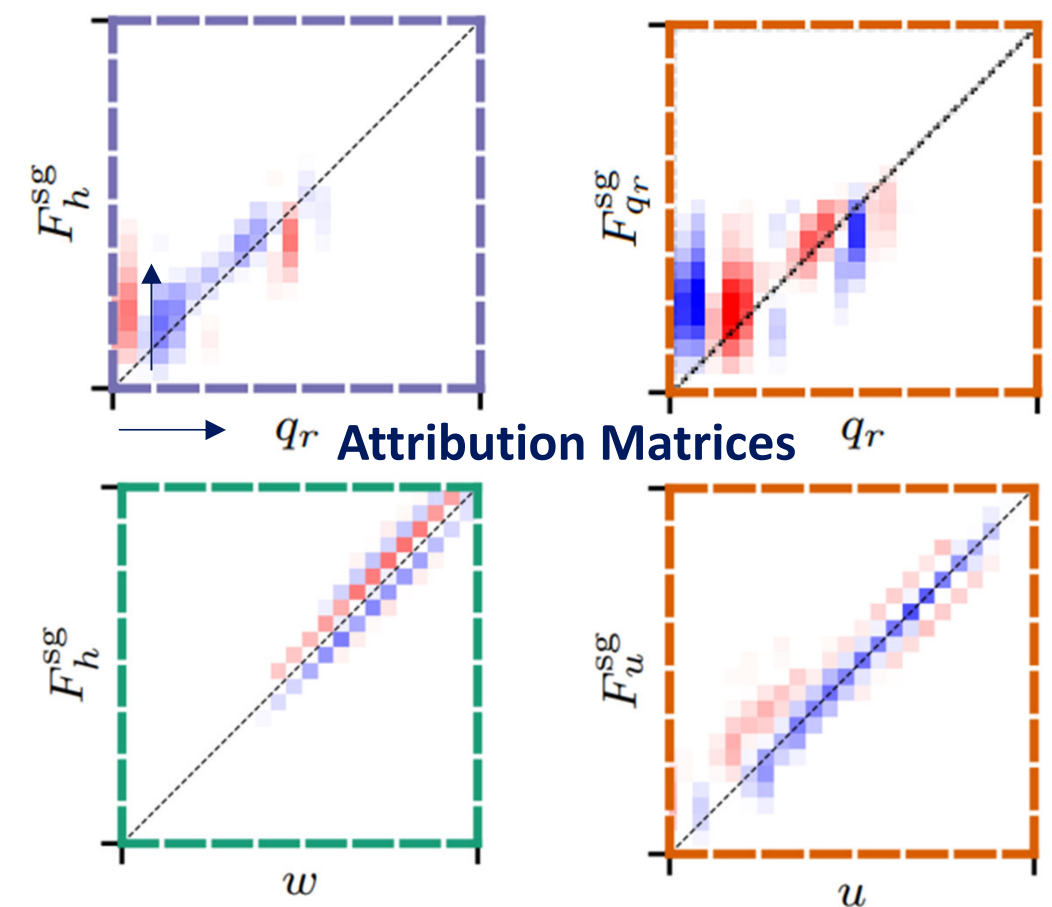 F_h^sg
q_r
F_qr^sg
q_r
Attribution Matrices
F_h^sg
w
F_u^sg
u